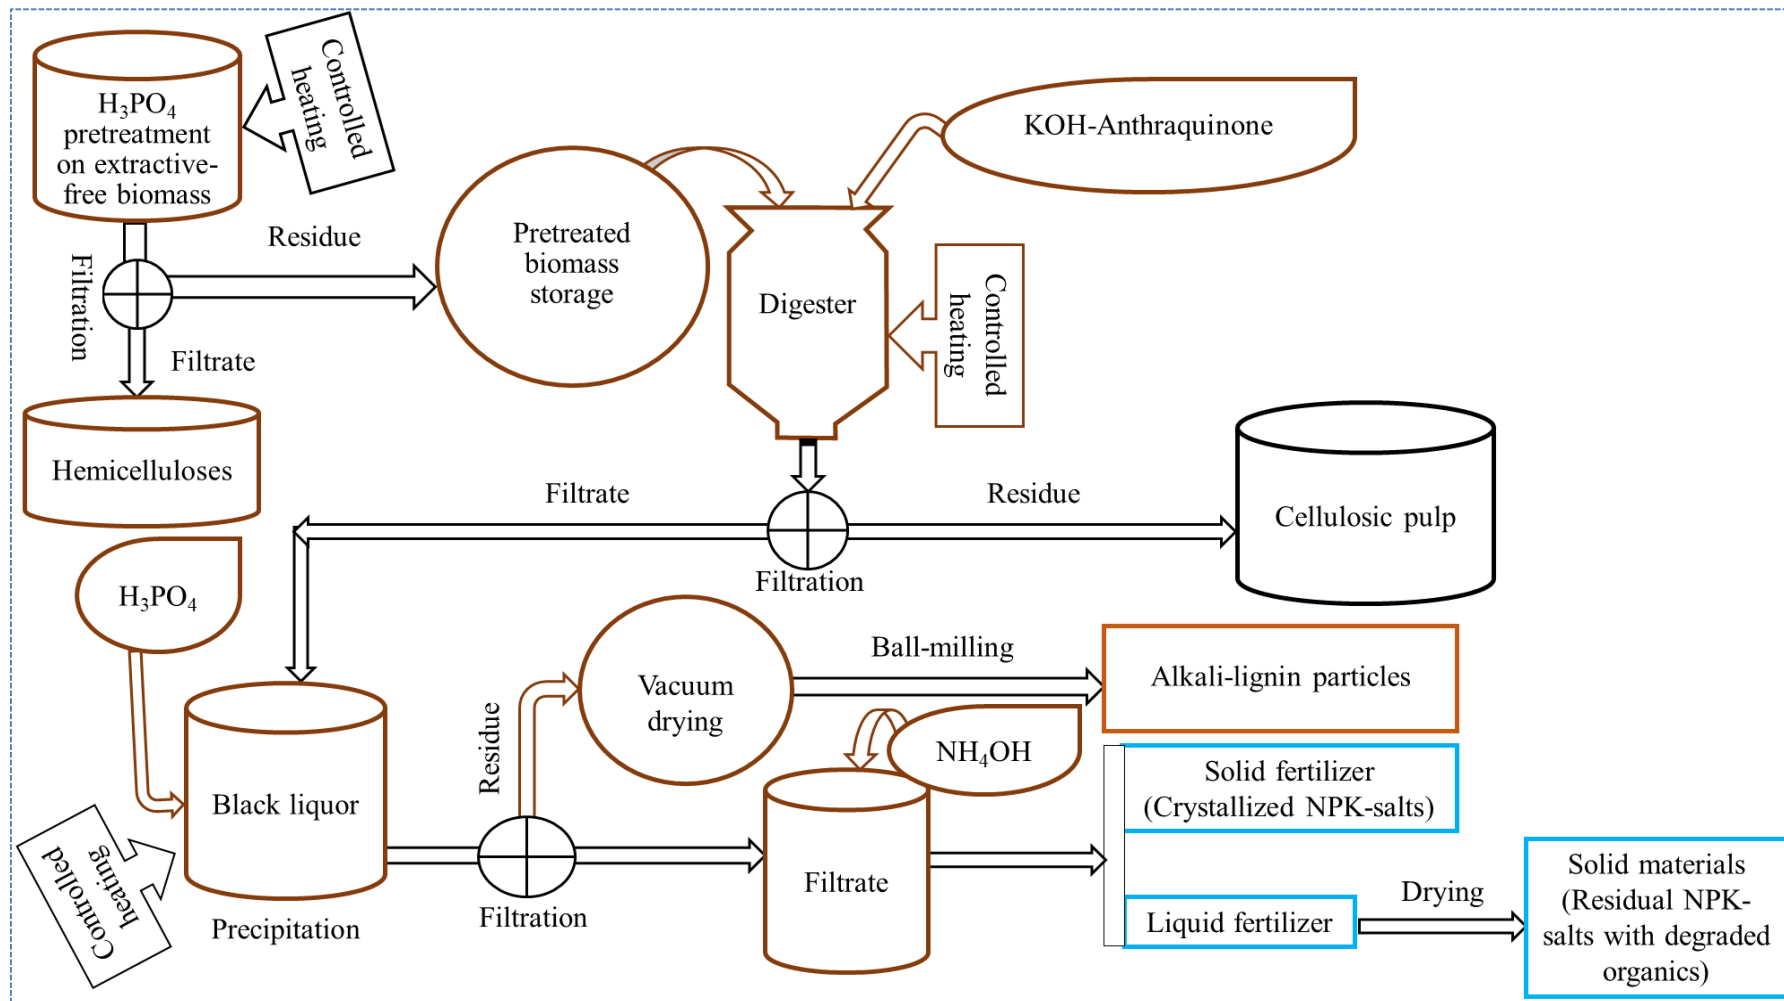 H₃PO₄
pretreatment
on extractive-
free biomass
Controlled
heating
KOH-Anthraquinone
Residue
Filtration
Filtrate
Pretreated
biomass
storage
Digester
Controlled
heating
Hemicelluloses
Filtrate
Residue
Cellulosic pulp
Filtration
H₃PO₄
Black liquor
Controlled
heating
Precipitation
Residue
Filtration
Vacuum
drying
Ball-milling
Alkali-lignin particles
NH₄OH
Filtrate
Solid fertilizer
(Crystallized NPK-salts)
Liquid fertilizer
Drying
Solid materials
(Residual NPK-
salts with degraded
organics)